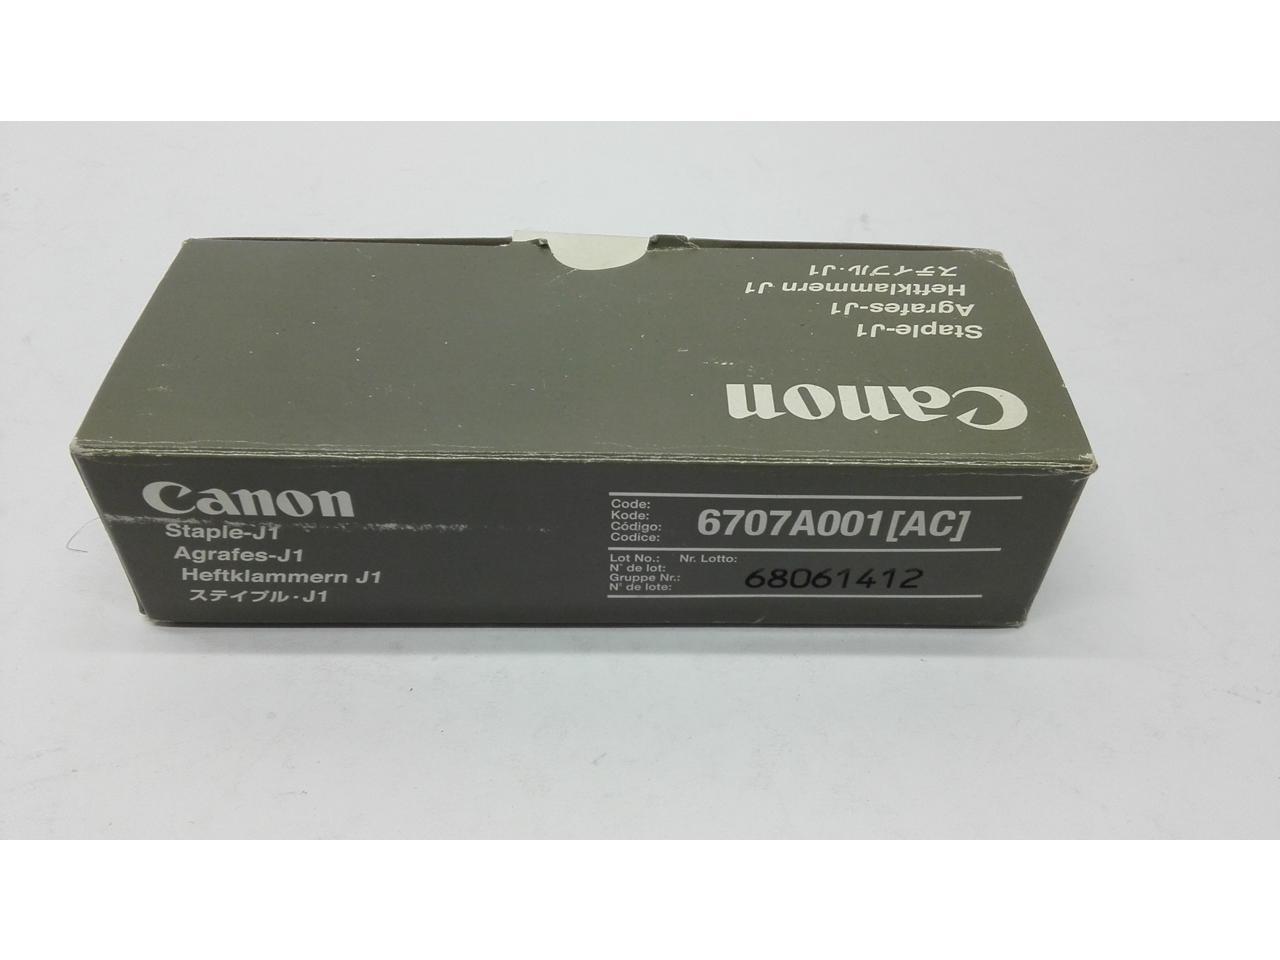 Canon
Staple-J1
Agrafes-J1
Heftklammern J1
ステイプル・J1
Canon
Staple-J1
Agrafes-J1
Heftklammern J1
ステイプル・J1
Code:
Kode:
Código:
Codice:
6707A001[AC]
Lot No.: Nr. Lotto:
N° de lot:
Gruppe Nr.:
N° de lote:
68061412